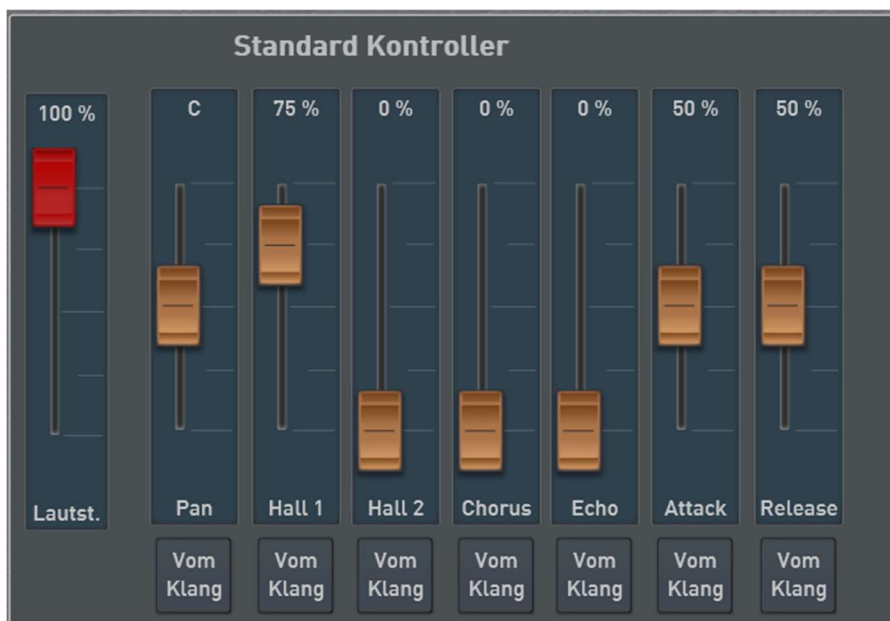 Standard Kontroller
100 % C 75 % 0 % 0 % 0 % 50 % 50 %
Lautst. Pan Hall 1 Hall 2 Chorus Echo Attack Release
Vom Vom Vom Vom Vom Vom Vom
Klang Klang Klang Klang Klang Klang Klang